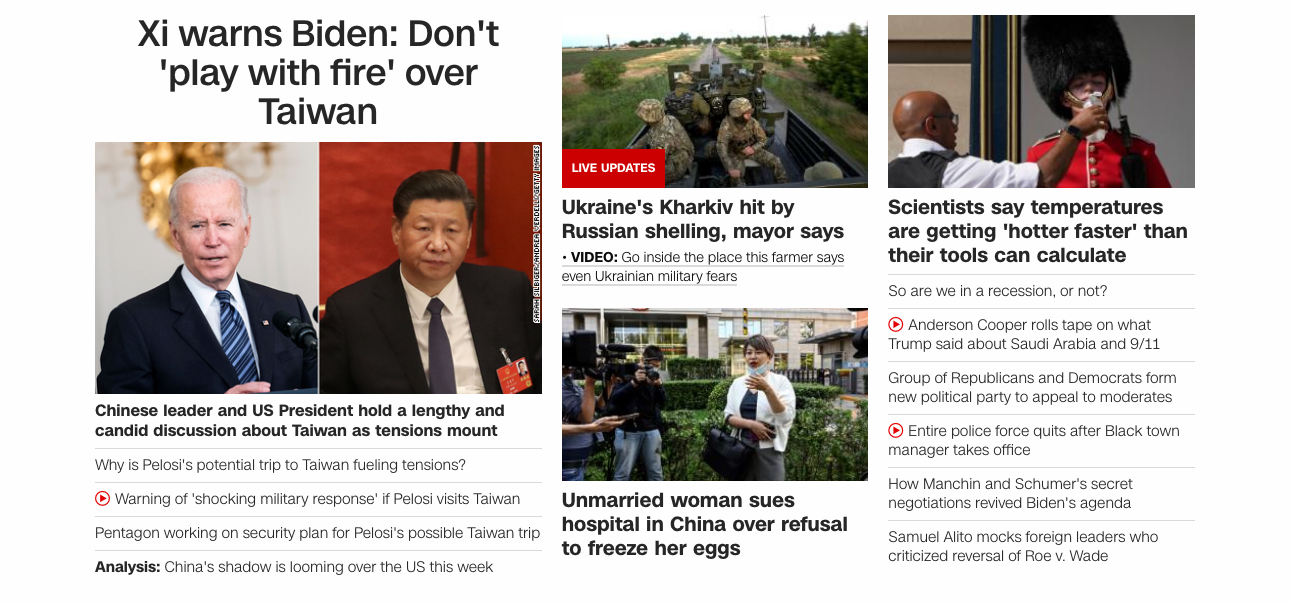 Xi warns Biden: Don't
'play with fire' over
Taiwan
SARAH SILBIGER/ANDREA VERDELLI/GETTY IMAGES
Chinese leader and US President hold a lengthy and
candid discussion about Taiwan as tensions mount
Why is Pelosi's potential trip to Taiwan fueling tensions?
Warning of 'shocking military response' if Pelosi visits Taiwan
Pentagon working on security plan for Pelosi's possible Taiwan trip
Analysis: China's shadow is looming over the US this week
LIVE UPDATES
Ukraine's Kharkiv hit by
Russian shelling, mayor says
• VIDEO: Go inside the place this farmer says
even Ukrainian military fears
Unmarried woman sues
hospital in China over refusal
to freeze her eggs
Scientists say temperatures
are getting 'hotter faster' than
their tools can calculate
So are we in a recession, or not?
Anderson Cooper rolls tape on what
Trump said about Saudi Arabia and 9/11
Group of Republicans and Democrats form
new political party to appeal to moderates
Entire police force quits after Black town
manager takes office
How Manchin and Schumer's secret
negotiations revived Biden's agenda
Samuel Alito mocks foreign leaders who
criticized reversal of Roe v. Wade